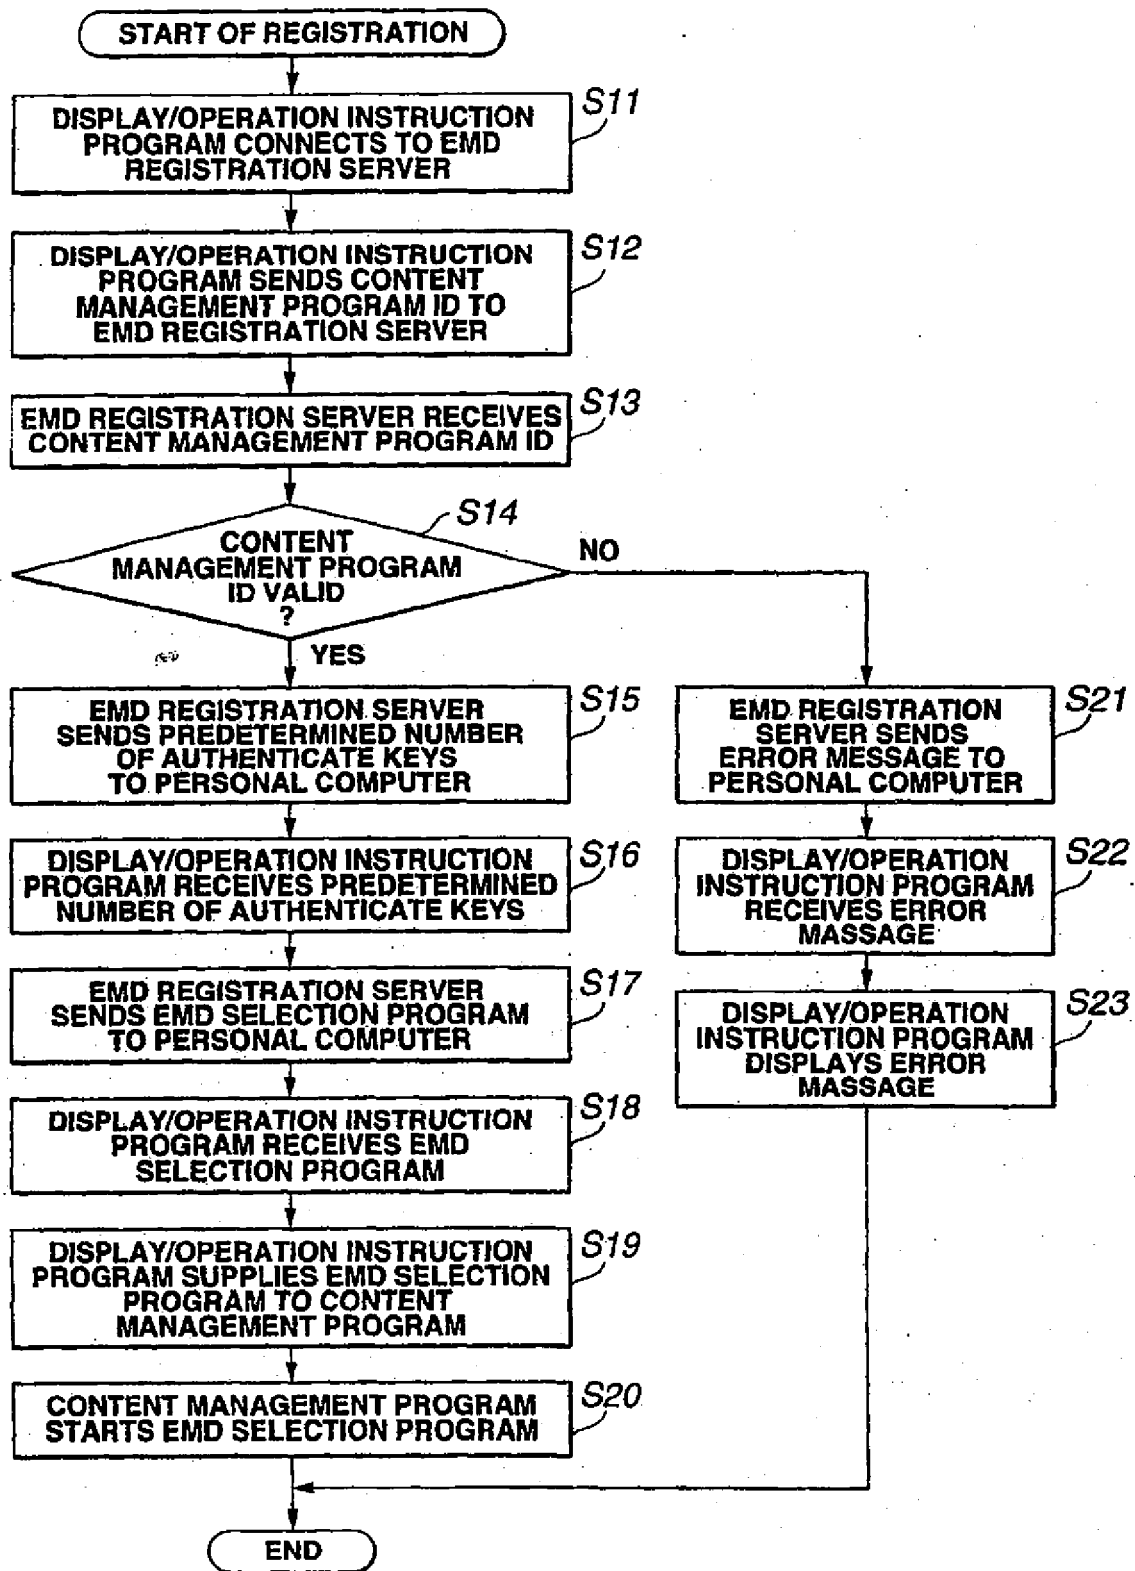 START OF REGISTRATION
S11
DISPLAY/OPERATION INSTRUCTION
PROGRAM CONNECTS TO EMD
REGISTRATION SERVER
S12
DISPLAY/OPERATION INSTRUCTION
PROGRAM SENDS CONTENT
MANAGEMENT PROGRAM ID TO
EMD REGISTRATION SERVER
S13
EMD REGISTRATION SERVER RECEIVES
CONTENT MANAGEMENT PROGRAM ID
S14
CONTENT
MANAGEMENT PROGRAM
ID VALID
?
NO
YES
S15
EMD REGISTRATION SERVER
SENDS PREDETERMINED NUMBER
OF AUTHENTICATE KEYS
TO PERSONAL COMPUTER
S16
DISPLAY/OPERATION INSTRUCTION
PROGRAM RECEIVES PREDETERMINED
NUMBER OF AUTHENTICATE KEYS
S17
EMD REGISTRATION SERVER
SENDS EMD SELECTION PROGRAM
TO PERSONAL COMPUTER
S18
DISPLAY/OPERATION INSTRUCTION
PROGRAM RECEIVES EMD
SELECTION PROGRAM
S19
DISPLAY/OPERATION INSTRUCTION
PROGRAM SUPPLIES EMD SELECTION
PROGRAM TO CONTENT
MANAGEMENT PROGRAM
S20
CONTENT MANAGEMENT PROGRAM
STARTS EMD SELECTION PROGRAM
S21
EMD REGISTRATION
SERVER SENDS
ERROR MESSAGE TO
PERSONAL COMPUTER
S22
DISPLAY/OPERATION
INSTRUCTION PROGRAM
RECEIVES ERROR
MASSAGE
S23
DISPLAY/OPERATION
INSTRUCTION PROGRAM
DISPLAYS ERROR
MASSAGE
END